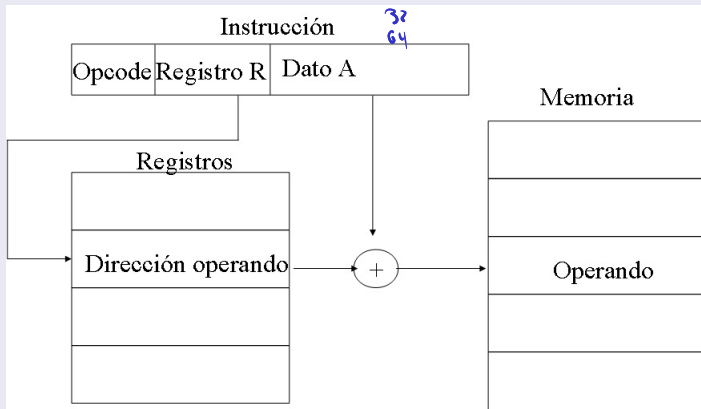 Instrucción
32
64
Opcode Registro R Dato A
Memoria
Registros
Dirección operando
+
Operando